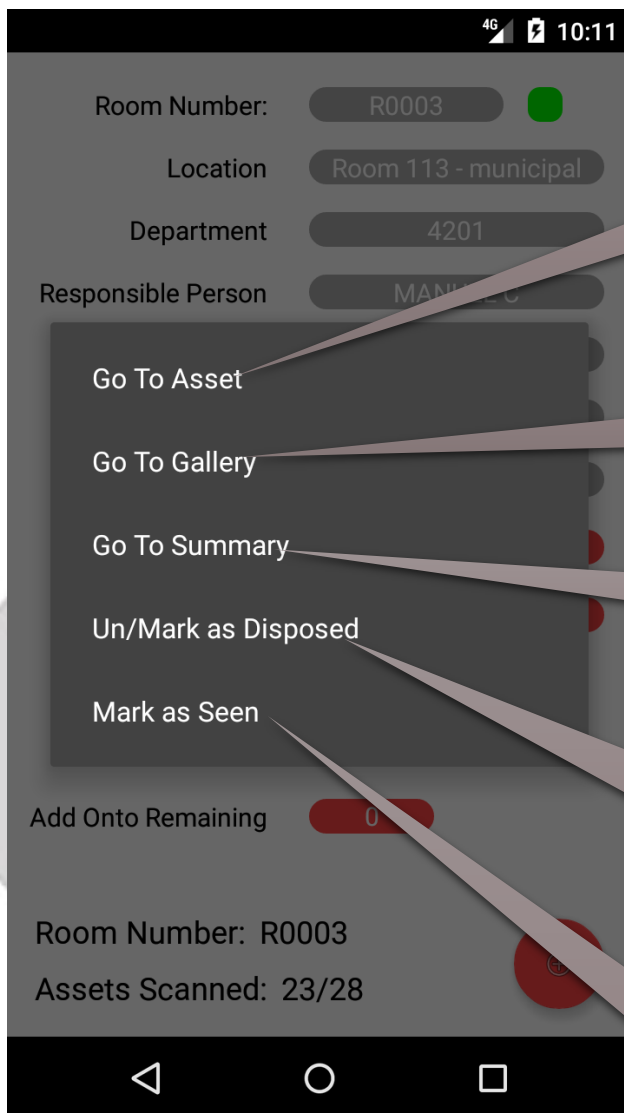 4G 10:11
Room Number: R0003
Location Room 113 - municipal
Department 4201
Responsible Person
Go To Asset
Go To Gallery
Go To Summary
Un/Mark as Disposed
Mark as Seen
Add Onto Remaining 0
Room Number: R0003
Assets Scanned: 23/28